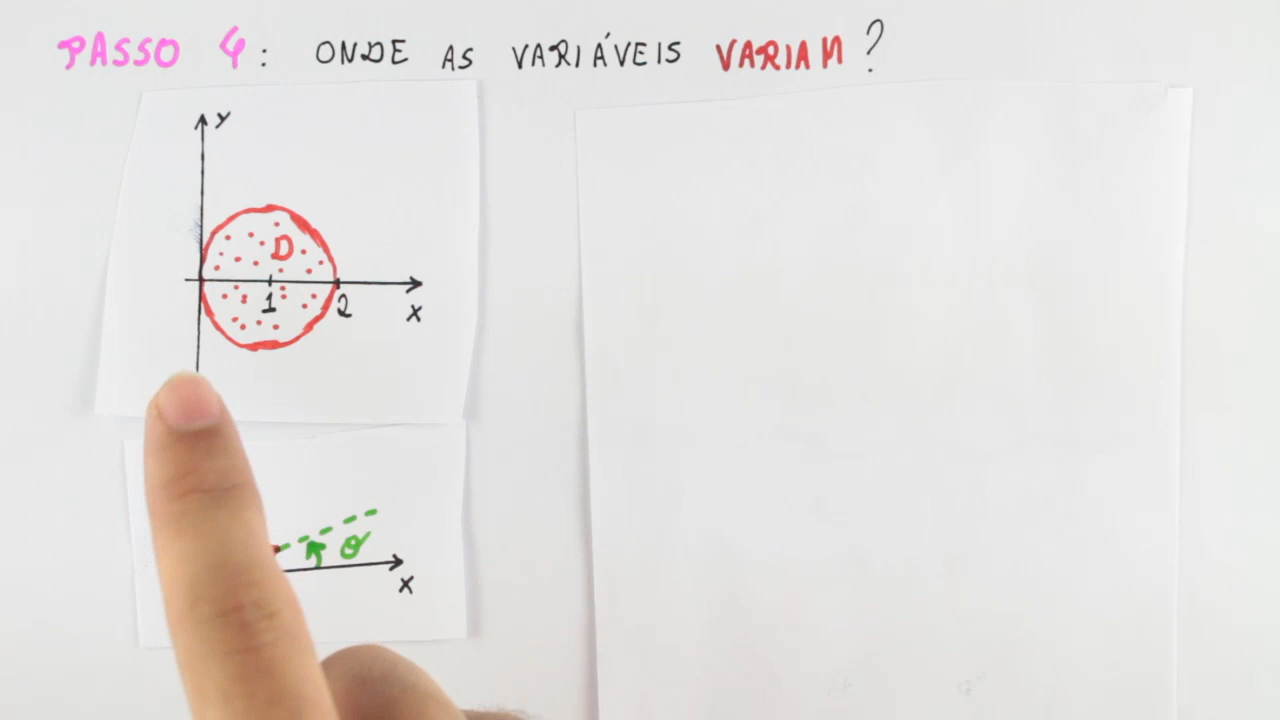 PASSO 4: ONDE AS VARIÁVEIS VARIAM?
y
D
1 2
x
θ
x